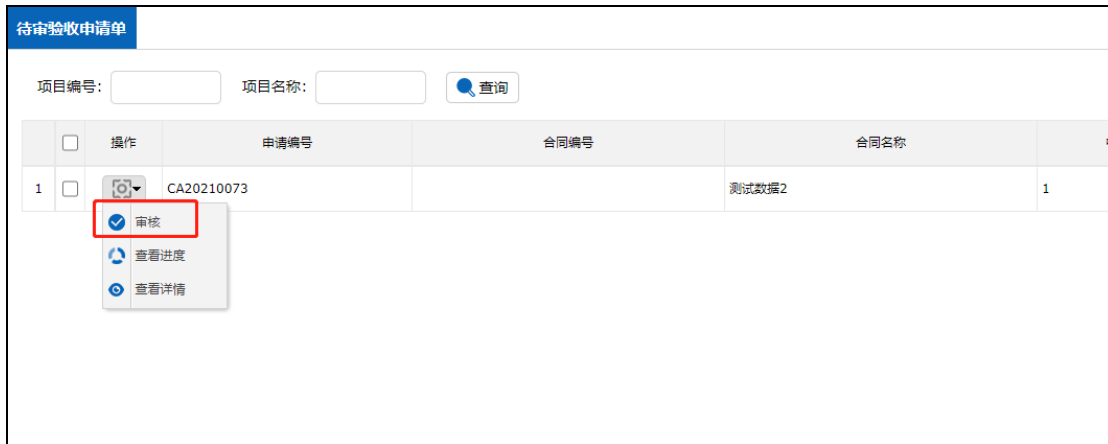 待审验收申请单
项目编号： 项目名称： 查询
操作 申请编号 合同编号 合同名称
1 CA20210073 测试数据2 1
审核
查看进度
查看详情